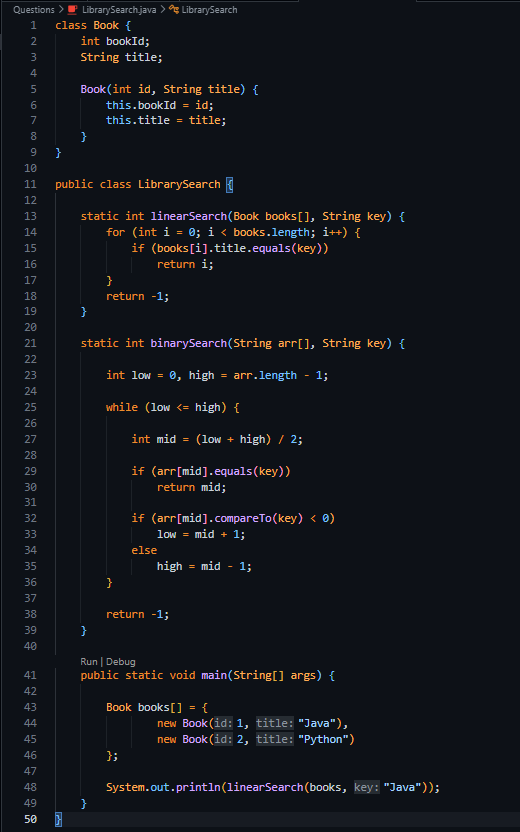 Questions > LibrarySearch.java > LibrarySearch
1 class Book {
2     int bookId;
3     String title;
4
5     Book(int id, String title) {
6         this.bookId = id;
7         this.title = title;
8     }
9 }
10
11 public class LibrarySearch {
12
13     static int linearSearch(Book books[], String key) {
14         for (int i = 0; i < books.length; i++) {
15             if (books[i].title.equals(key))
16                 return i;
17         }
18         return -1;
19     }
20
21     static int binarySearch(String arr[], String key) {
22
23         int low = 0, high = arr.length - 1;
24
25         while (low <= high) {
26
27             int mid = (low + high) / 2;
28
29             if (arr[mid].equals(key))
30                 return mid;
31
32             if (arr[mid].compareTo(key) < 0)
33                 low = mid + 1;
34             else
35                 high = mid - 1;
36         }
37
38         return -1;
39     }
40
Run | Debug
41     public static void main(String[] args) {
42
43         Book books[] = {
44                 new Book(id: 1, title: "Java"),
45                 new Book(id: 2, title: "Python")
46         };
47
48         System.out.println(linearSearch(books, key: "Java"));
49     }
50 }